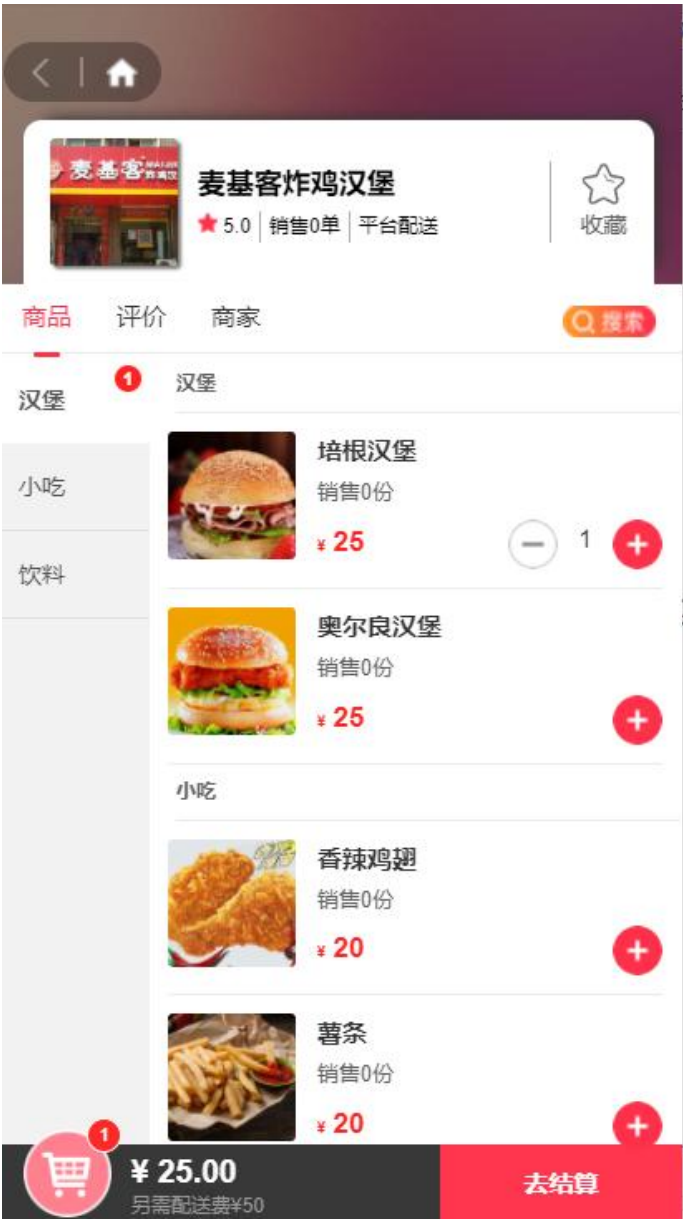 麦基客
麦基客炸鸡汉堡
5.0 销售0单 平台配送
收藏
商品 评价 商家
搜索
汉堡
1
小吃
饮料
汉堡
培根汉堡
销售0份
¥ 25
1
奥尔良汉堡
销售0份
¥ 25
小吃
香辣鸡翅
销售0份
¥ 20
薯条
销售0份
¥ 20
1
¥ 25.00
另需配送费¥50
去结算